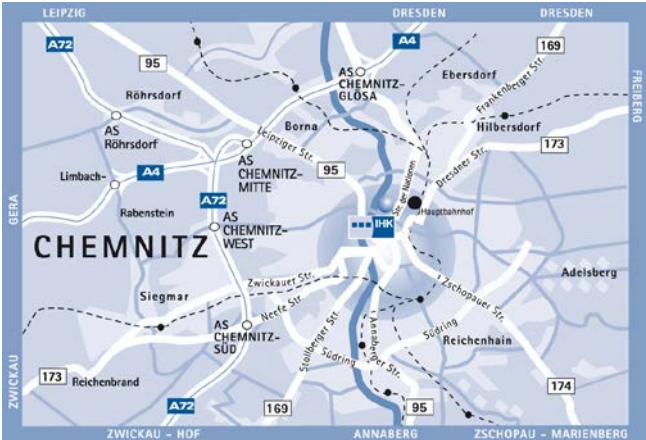 LEIPZIG
DRESDEN
DRESDEN
A72
A4
169
95
AS
CHEMNITZ-
GLÖSA
Ebersdorf
Frankenberger Str.
FREIBERG
Röhrsdorf
AS
Röhrsdorf
Borna
Leipziger Str.
Hilbersdorf
173
Dresdner Str.
Limbach-
A4
AS
CHEMNITZ-
MITTE
95
Str. der Nationen
GERA
A72
Rabenstein
AS
CHEMNITZ-
WEST
IHK
Hauptbahnhof
CHEMNITZ
Adelsberg
Zwickauer Str.
Siegmar
Neefe Str.
Zschopauer Str.
AS
CHEMNITZ-
SÜD
Stollberger Str.
Annaberger Str.
Südring
Südring
Reichenhain
ZWICKAU
173
Reichenbrand
A72
169
95
174
ZWICKAU - HOF
ANNABERG
ZSCHOPAU - MARIENBERG